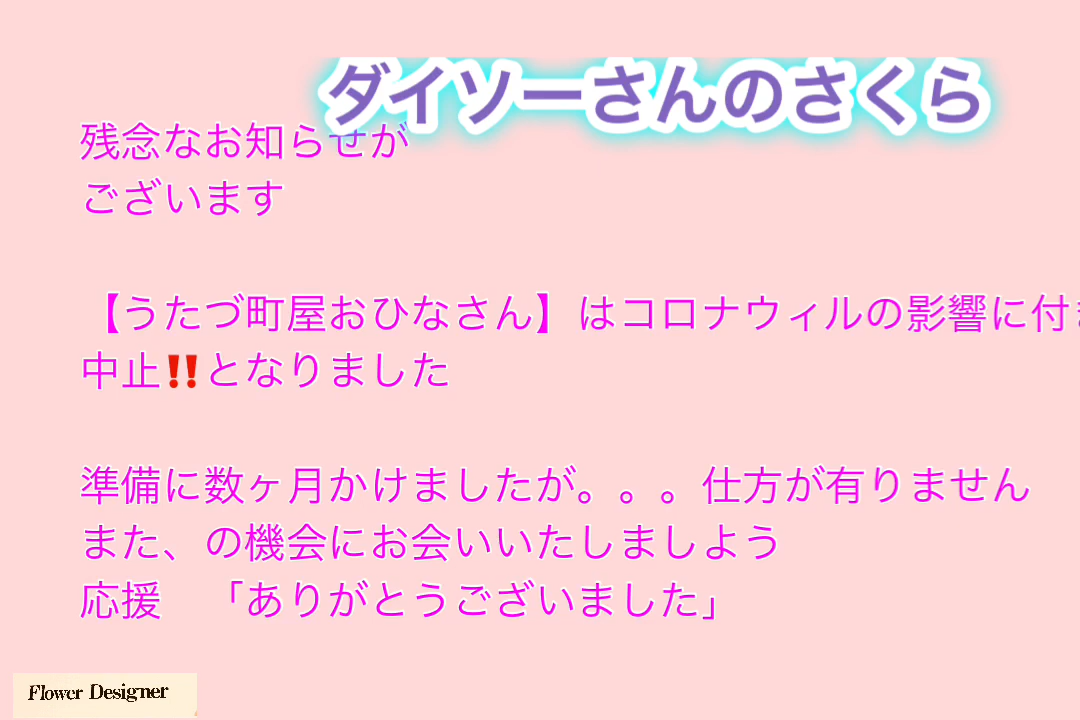 ダイソーさんのさくら
残念なお知らせが
ございます
【うたづ町屋おひなさん】はコロナウィルの影響に付き
中止‼️となりました
準備に数ヶ月かけましたが。。。仕方が有りません
また、の機会にお会いいたしましよう
応援　「ありがとうございました」
Flower Designer